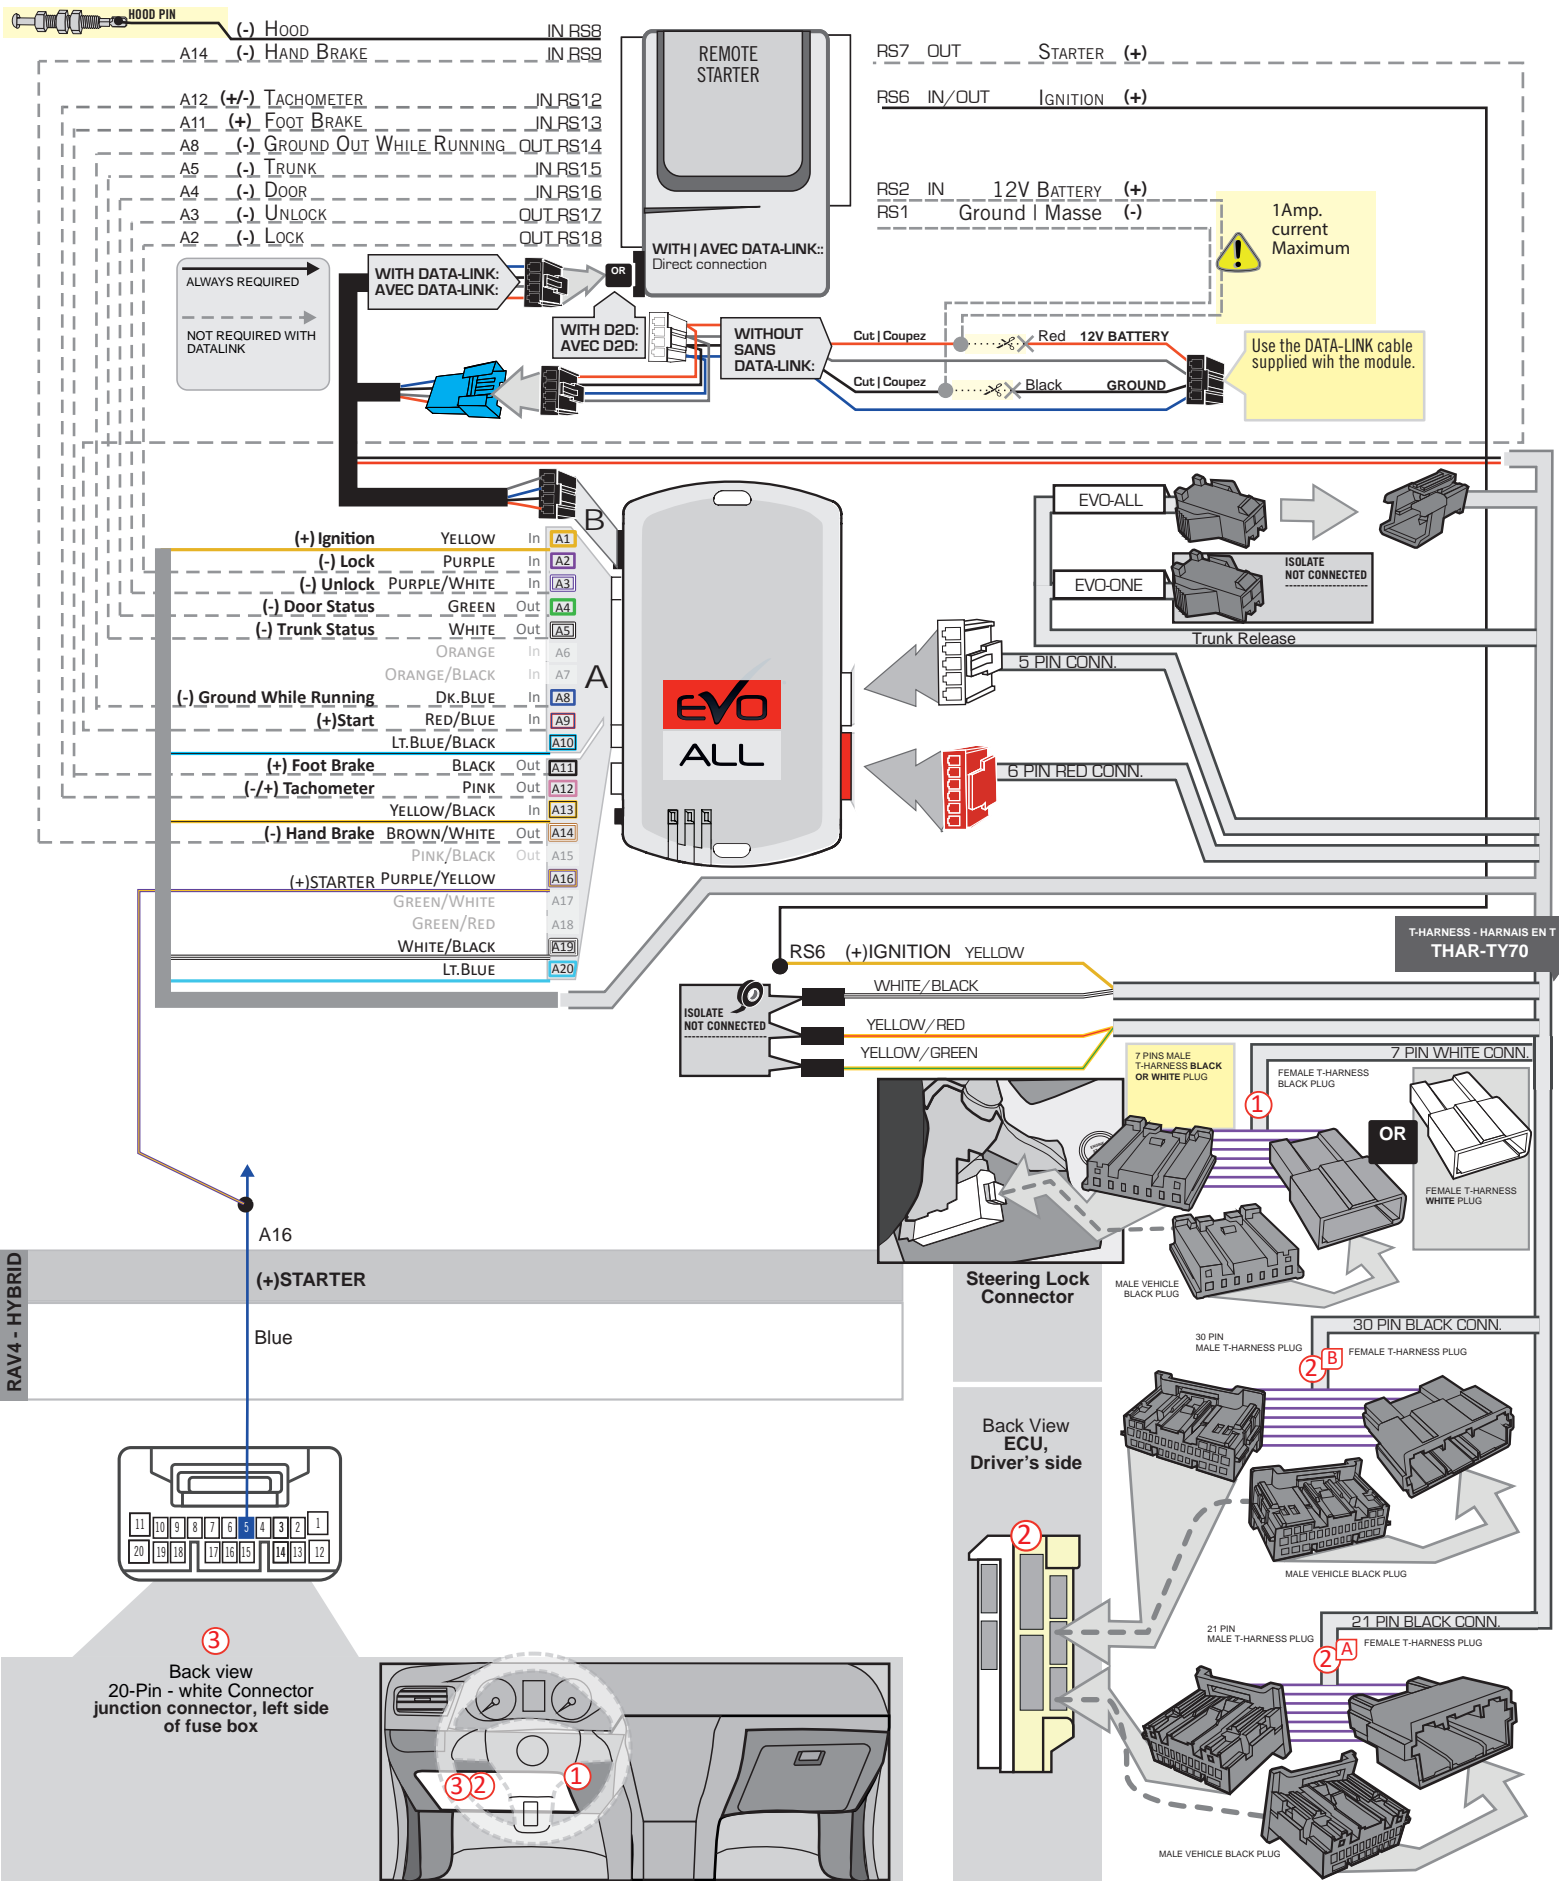 HOOD PIN
(-) HOOD IN RS8
A14 (-) HAND BRAKE IN RS9
A12 (+/-) TACHOMETER IN RS12
A11 (+) FOOT BRAKE IN RS13
A8 (-) GROUND OUT WHILE RUNNING OUT RS14
A5 (-) TRUNK IN RS15
A4 (-) DOOR IN RS16
A3 (-) UNLOCK OUT RS17
A2 (-) LOCK OUT RS18
REMOTE
STARTER
WITH | AVEC DATA-LINK::
Direct connection
RS7 OUT STARTER (+)
RS6 IN/OUT IGNITION (+)
RS2 IN 12V BATTERY (+)
RS1 Ground | Masse (-)
1Amp.
current
Maximum
ALWAYS REQUIRED
NOT REQUIRED WITH
DATALINK
WITH DATA-LINK:
AVEC DATA-LINK:
OR
WITH D2D:
AVEC D2D:
WITHOUT
SANS
DATA-LINK:
Cut | Coupez Red 12V BATTERY
Cut | Coupez Black GROUND
Use the DATA-LINK cable
supplied wih the module.
B
A
(+) Ignition YELLOW In A1
(-) Lock PURPLE In A2
(-) Unlock PURPLE/WHITE In A3
(-) Door Status GREEN Out A4
(-) Trunk Status WHITE Out A5
ORANGE In A6
ORANGE/BLACK In A7
(-) Ground While Running DK.BLUE In A8
(+)Start RED/BLUE In A9
LT.BLUE/BLACK A10
(+) Foot Brake BLACK Out A11
(-/+) Tachometer PINK Out A12
YELLOW/BLACK In A13
(-) Hand Brake BROWN/WHITE Out A14
PINK/BLACK Out A15
(+)STARTER PURPLE/YELLOW A16
GREEN/WHITE A17
GREEN/RED A18
WHITE/BLACK A19
LT.BLUE A20
EVO
ALL
EVO-ALL
EVO-ONE
ISOLATE
NOT CONNECTED
Trunk Release
5 PIN CONN.
6 PIN RED CONN.
T-HARNESS - HARNAIS EN T
THAR-TY70
RS6 (+)IGNITION YELLOW
WHITE/BLACK
YELLOW/RED
YELLOW/GREEN
ISOLATE
NOT CONNECTED
7 PIN WHITE CONN.
7 PINS MALE
T-HARNESS BLACK
OR WHITE PLUG
1
FEMALE T-HARNESS
BLACK PLUG
OR
FEMALE T-HARNESS
WHITE PLUG
MALE VEHICLE
BLACK PLUG
Steering Lock
Connector
A16
RAV4 - HYBRID
(+)STARTER
Blue
30 PIN BLACK CONN.
30 PIN
MALE T-HARNESS PLUG
2 B
FEMALE T-HARNESS PLUG
MALE VEHICLE BLACK PLUG
Back View
ECU,
Driver's side
2
11 10 9 8 7 6 5 4 3 2 1
20 19 18 17 16 15 14 13 12
3
Back view
20-Pin - white Connector
junction connector, left side
of fuse box
3 2 1
21 PIN BLACK CONN.
21 PIN
MALE T-HARNESS PLUG
2 A
FEMALE T-HARNESS PLUG
MALE VEHICLE BLACK PLUG